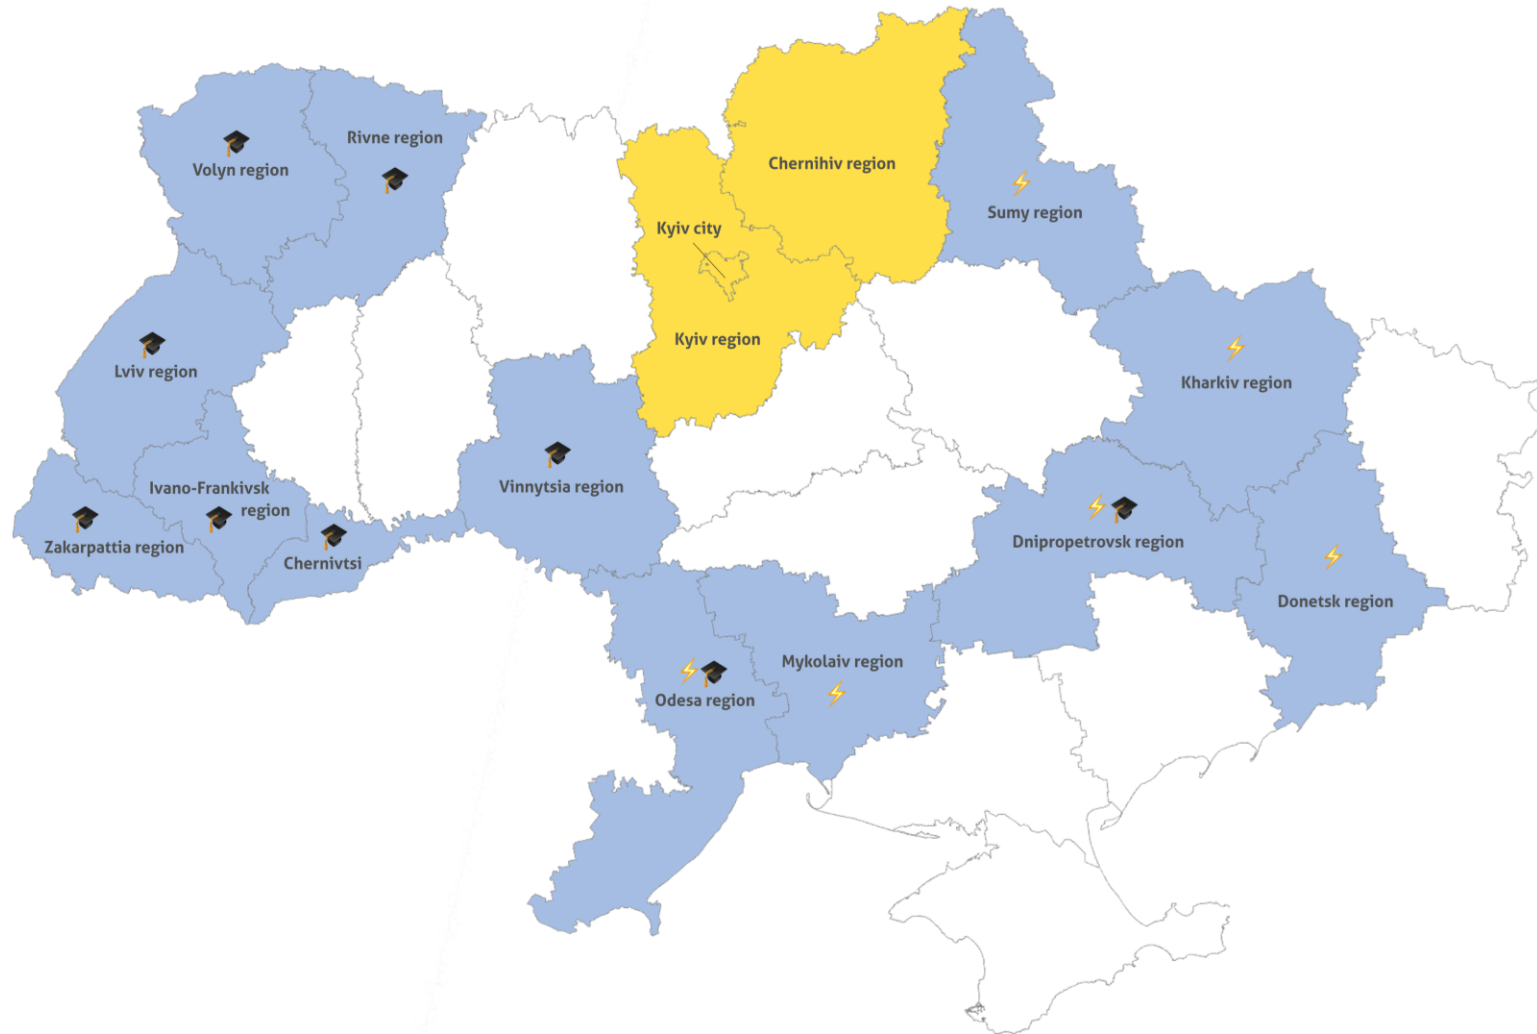 Rivne region
Volyn region
Chernihiv region
Sumy region
Kyiv city
Kyiv region
Lviv region
Kharkiv region
Ivano-Frankivsk
region
Vinnytsia region
Zakarpattia region
Chernivtsi
Dnipropetrovsk region
Donetsk region
Mykolaiv region
Odesa region